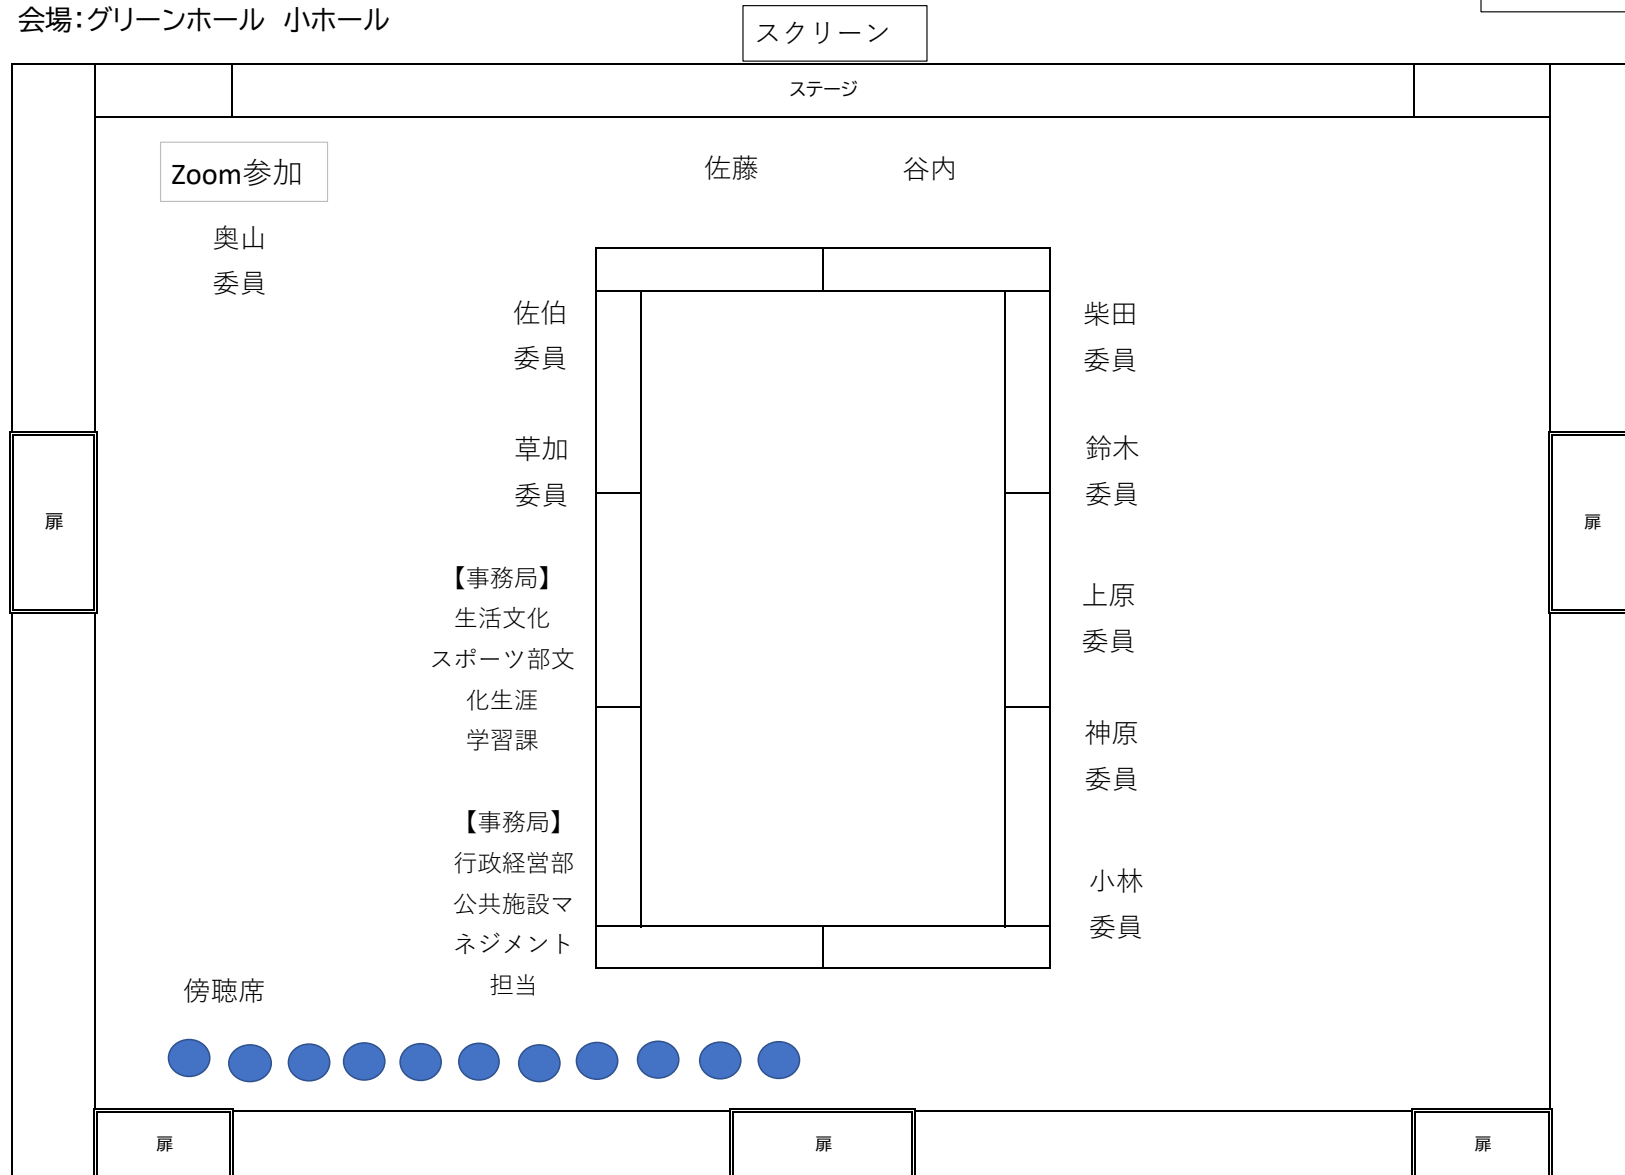 会場：グリーンホール　小ホール
スクリーン
ステージ
Zoom参加
佐藤
谷内
奥山
委員
佐伯
委員
柴田
委員
草加
委員
鈴木
委員
扉
扉
【事務局】
生活文化
スポーツ部文
化生涯
学習課
上原
委員
神原
委員
【事務局】
行政経営部
公共施設マ
ネジメント
担当
小林
委員
傍聴席
扉
扉
扉